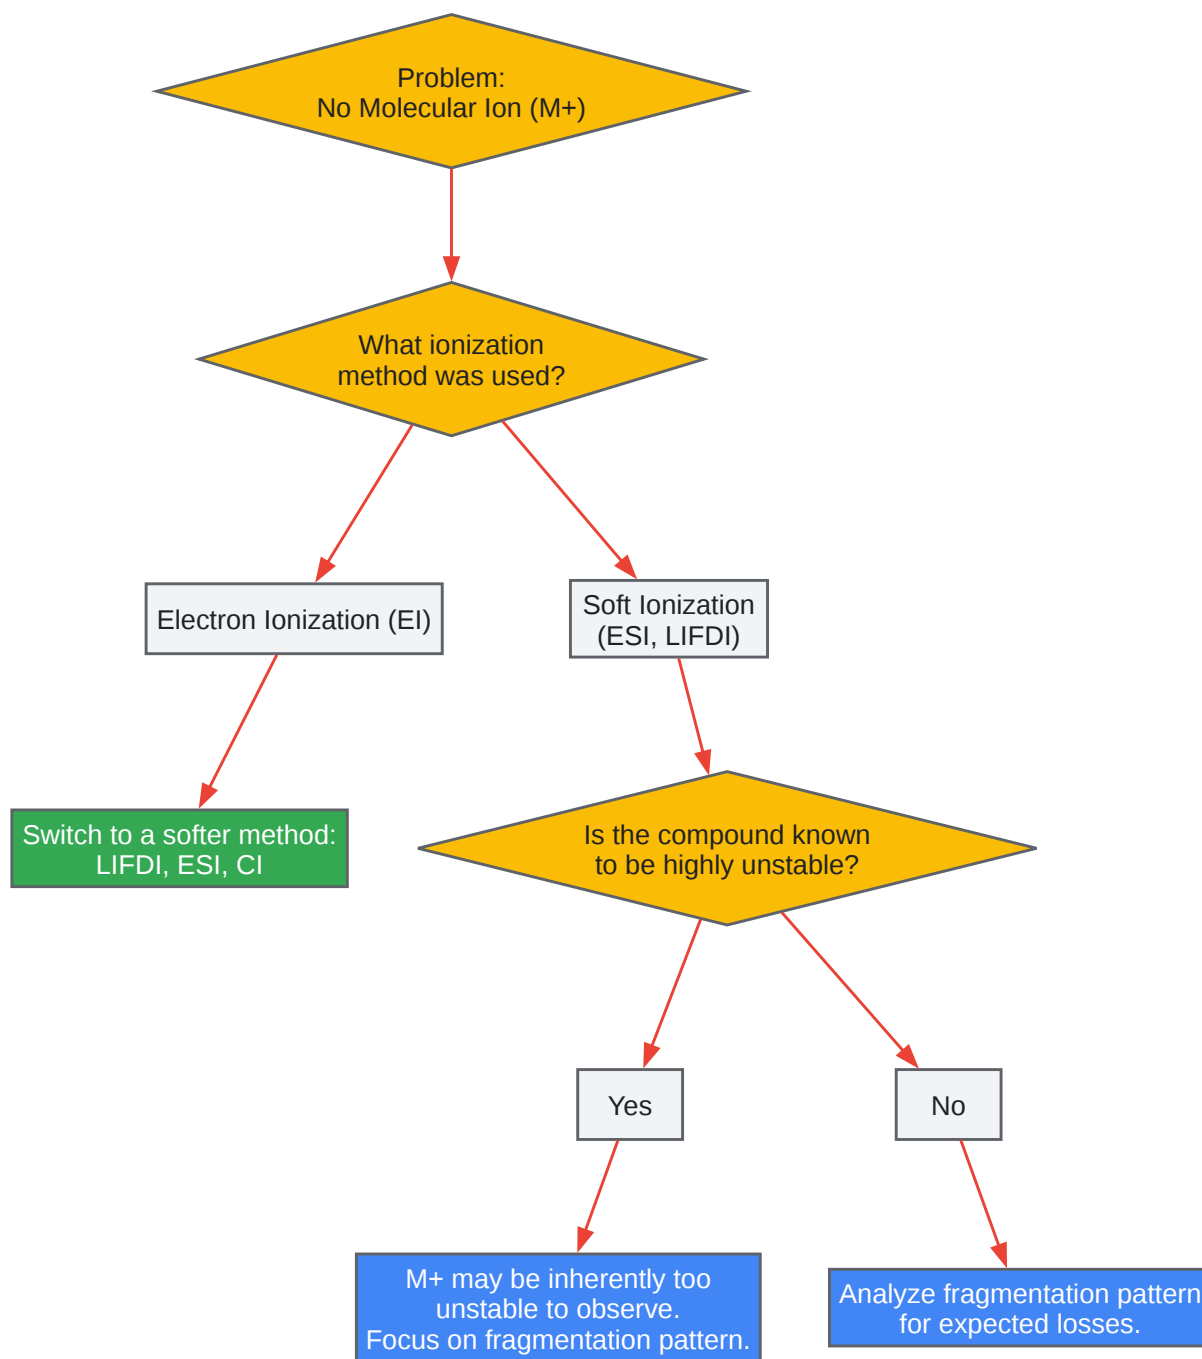 Problem:
No Molecular Ion (M+)
What ionization
method was used?
Electron Ionization (EI)
Soft Ionization
(ESI, LIFDI)
Switch to a softer method:
LIFDI, ESI, CI
Is the compound known
to be highly unstable?
Yes
No
M+ may be inherently too
unstable to observe.
Focus on fragmentation pattern.
Analyze fragmentation pattern
for expected losses.